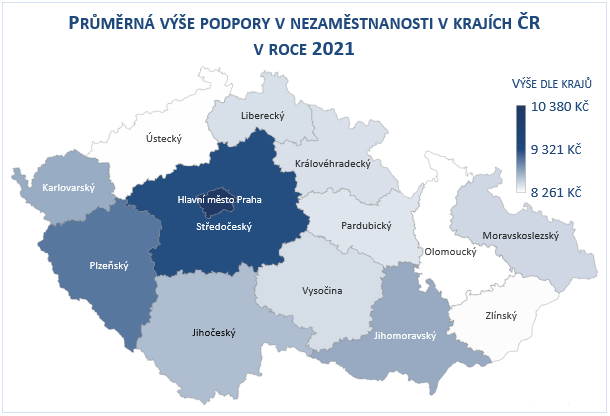 PRŮMĚRNÁ VÝŠE PODPORY V NEZAMĚSTNANOSTI V KRAJÍCH ČR
V ROCE 2021
VÝŠE DLE KRAJŮ
10 380 Kč
9 321 Kč
8 261 Kč
Liberecký
Ústecký
Královéhradecký
Karlovarský
Hlavní město Praha
Středočeský
Pardubický
Moravskoslezský
Olomoucký
Plzeňský
Vysočina
Zlínský
Jihočeský
Jihomoravský